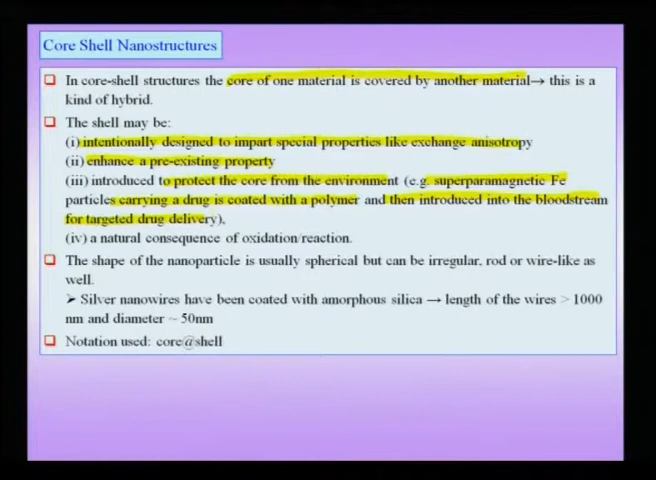 Core Shell Nanostructures
❑ In core-shell structures the core of one material is covered by another material→ this is a
kind of hybrid.
❑ The shell may be:
(i) intentionally designed to impart special properties like exchange anisotropy
(ii) enhance a pre-existing property
(iii) introduced to protect the core from the environment (e.g. superparamagnetic Fe
particles carrying a drug is coated with a polymer and then introduced into the bloodstream
for targeted drug delivery),
(iv) a natural consequence of oxidation/reaction.
❑ The shape of the nanoparticle is usually spherical but can be irregular, rod or wire-like as
well.
➤ Silver nanowires have been coated with amorphous silica → length of the wires > 1000
nm and diameter ~ 50nm
❑ Notation used: core@shell